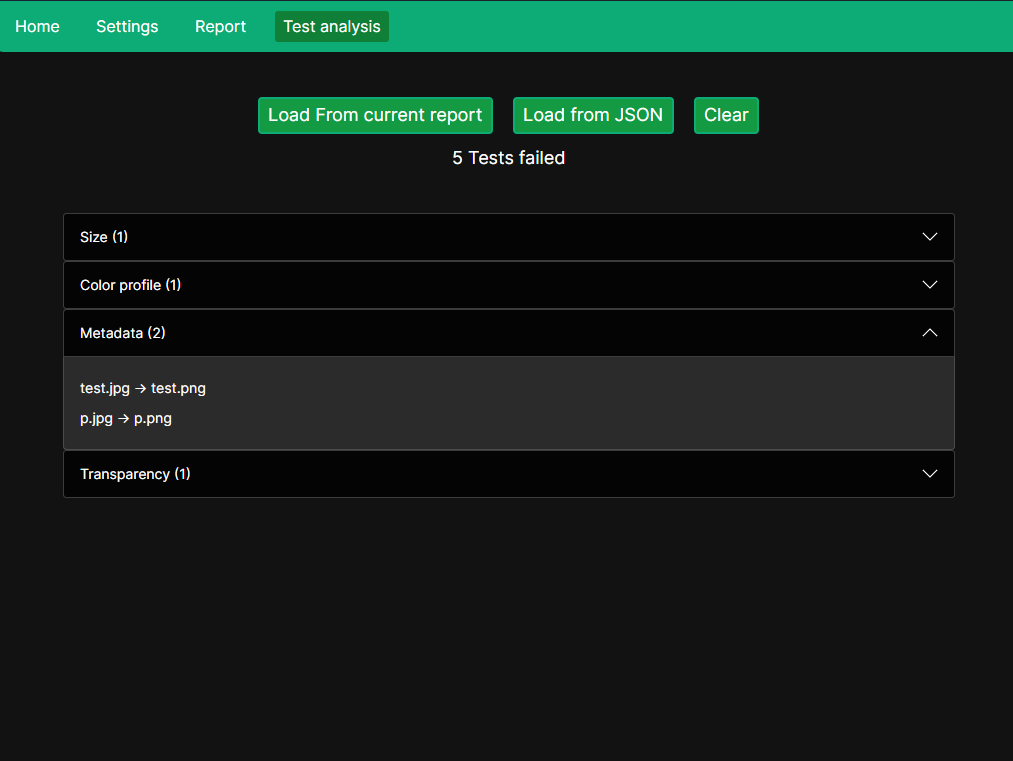 Home Settings Report Test analysis
Load From current report Load from JSON Clear
5 Tests failed
Size (1)
Color profile (1)
Metadata (2)
test.jpg → test.png
p.jpg → p.png
Transparency (1)